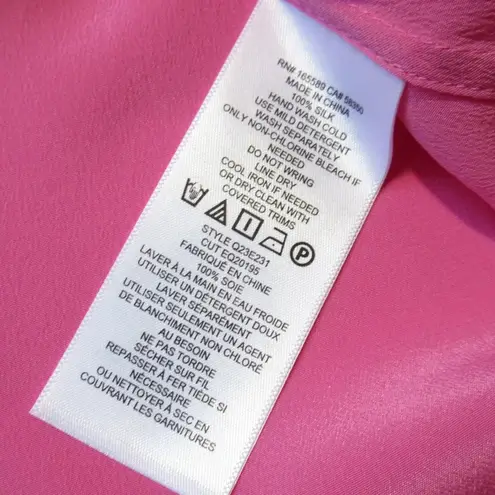 RN# 165589 CA# 58350
MADE IN CHINA
100% SILK
HAND WASH COLD
USE MILD DETERGENT
WASH SEPARATELY
ONLY NON-CHLORINE BLEACH IF
NEEDED
DO NOT WRING
LINE DRY
COOL IRON IF NEEDED
OR DRY CLEAN WITH
COVERED TRIMS
P
STYLE Q23E231
CUT EQZ0195
FABRIQUÉ EN CHINE
100% SOIE
LAVER À LA MAIN EN EAU FROIDE
UTILISER UN DÉTERGENT DOUX
LAVER SÉPARÉMENT
UTILISER SEULEMENT UN AGENT
DE BLANCHIMENT NON CHLORÉ
AU BESOIN
NE PAS TORDRE
SÉCHER SUR FIL
REPASSER À FER TIÈDE SI
NÉCESSAIRE
OU NETTOYER À SEC EN
COUVRANT LES GARNITURES